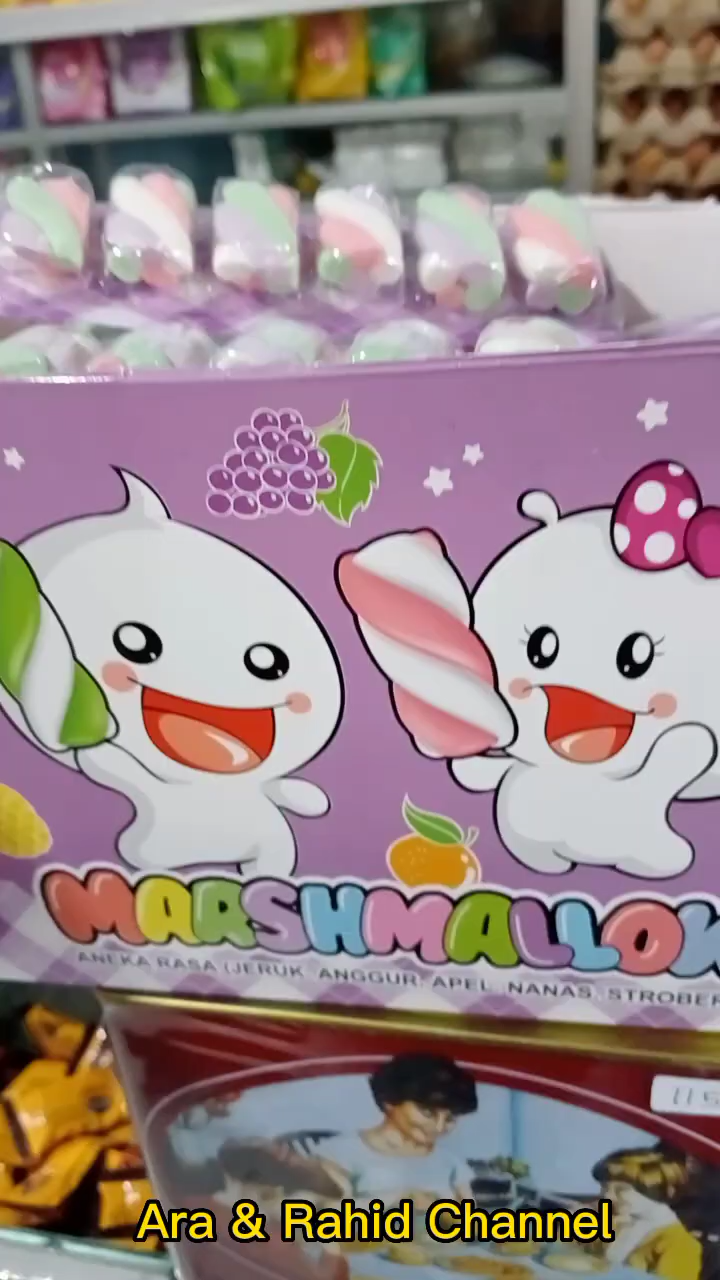 MARSHMALLOW
ANEKA RASA (JERUK, ANGGUR, APEL, NANAS, STROBER
Ara & Rahid Channel